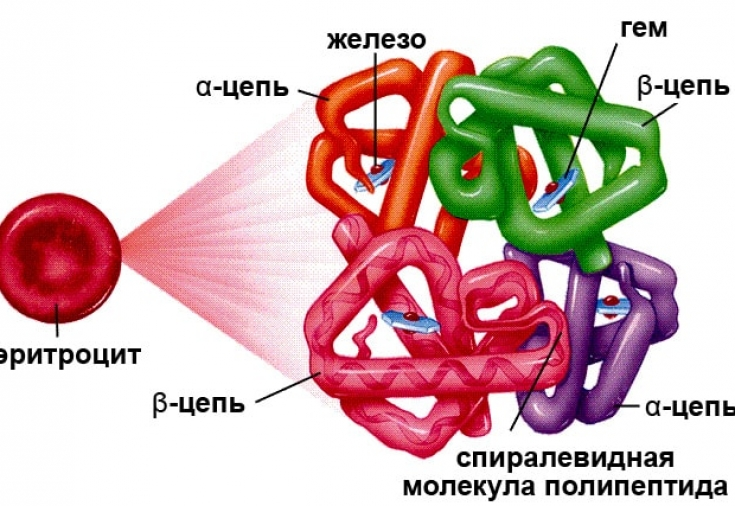 железо
гем
α-цепь
β-цепь
эритроцит
β-цепь
α-цепь
спиралевидная
молекула полипептида